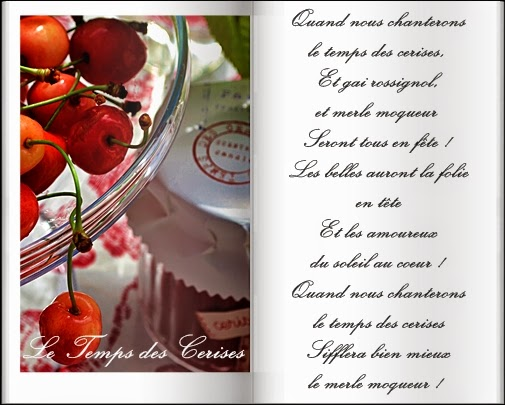 Le Temps des Cerises
Quand nous chanterons
le temps des cerises,
Et gai rossignol,
et merle moqueur
Seront tous en fête !
Les belles auront la folie
en tête
Et les amoureux
du soleil au coeur !
Quand nous chanterons
le temps des cerises
Sifflera bien mieux
le merle moqueur !